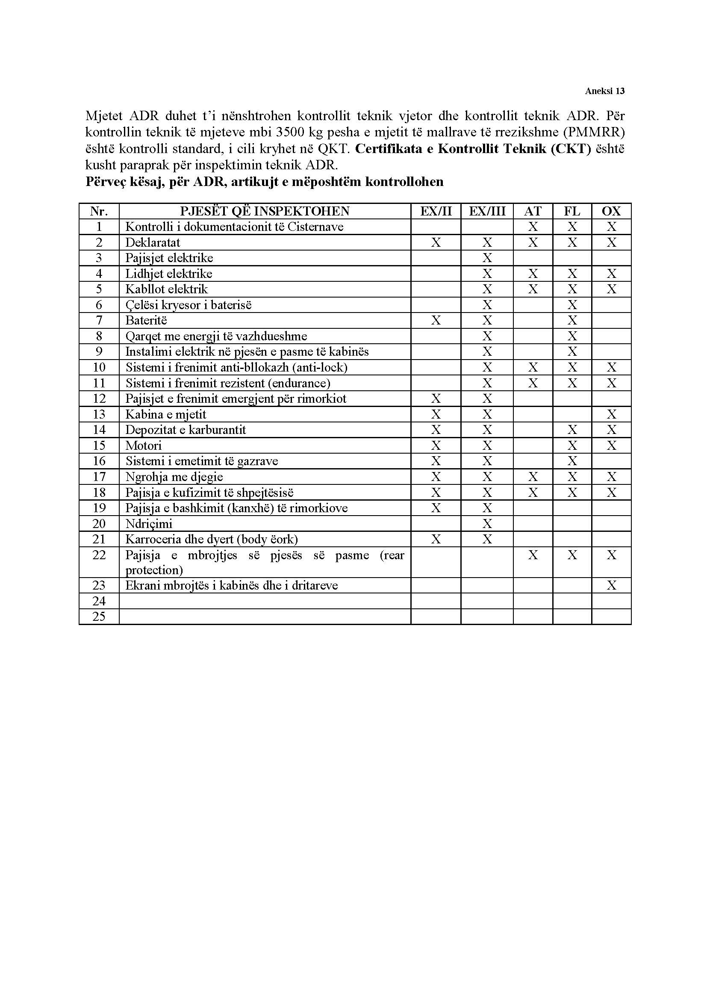 Aneksi 13
Mjetet ADR duhet t’i nënshtrohen kontrollit teknik vjetor dhe kontrollit teknik ADR. Për
kontrollin teknik të mjeteve mbi 3500 kg pesha e mjetit të mallrave të rrezikshme (PMMRR)
është kontrolli standard, i cili kryhet në QKT. Certifikata e Kontrollit Teknik (CKT) është
kusht paraprak për inspektimin teknik ADR.
Përveç kësaj, për ADR, artikujt e mëposhtëm kontrollohen
Nr. PJESËT QË INSPEKTOHEN EX/II EX/III AT FL OX
1 Kontrolli i dokumentacionit të Cisternave X X X
2 Deklaratat X X X X X
3 Pajisjet elektrike X
4 Lidhjet elektrike X X X X
5 Kabllot elektrik X X X X
6 Çelësi kryesor i baterisë X X
7 Bateritë X X X
8 Qarqet me energji të vazhdueshme X X
9 Instalimi elektrik në pjesën e pasme të kabinës X X
10 Sistemi i frenimit anti-bllokazh (anti-lock) X X X X
11 Sistemi i frenimit rezistent (endurance) X X X X
12 Pajisjet e frenimit emergjent për rimorkiot X X
13 Kabina e mjetit X X X
14 Depozitat e karburantit X X X X
15 Motori X X X X
16 Sistemi i emetimit të gazrave X X X
17 Ngrohja me djegie X X X X X
18 Pajisja e kufizimit të shpejtësisë X X X X X
19 Pajisja e bashkimit (kanxhë) të rimorkiove X X
20 Ndriçimi X
21 Karroceria dhe dyert (body ëork) X X
22 Pajisja e mbrojtjes së pjesës së pasme (rear X X X
protection)
23 Ekrani mbrojtës i kabinës dhe i dritareve X
24
25